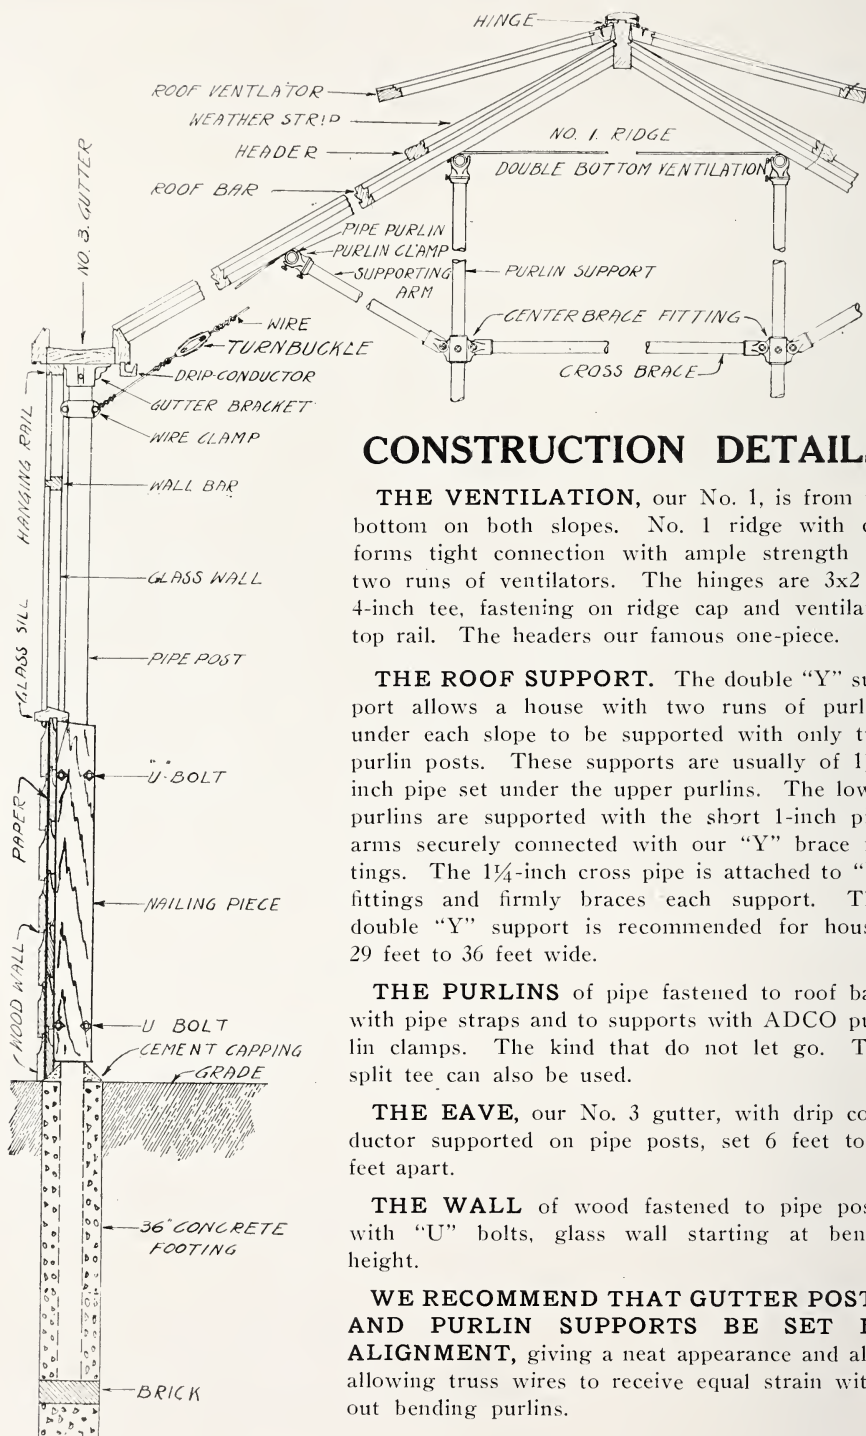 HINGE
ROOF VENTLATOR
WEATHER STRIP
NO. 1. RIDGE
HEADER
DOUBLE BOTTOM VENTILATION
ROOF BAR
NO. 3. GUTTER
PIPE PURLIN
PURLIN CLAMP
SUPPORTING
ARM
PURLIN SUPPORT
CENTER BRACE FITTING
WIRE
TURNBUCKLE
CROSS BRACE
DRIP-CONDUCTOR
GUTTER BRACKET
WIRE CLAMP
HANGING RAIL
WALL BAR
GLASS WALL
GLASS SILL
PIPE POST
"U"-BOLT
PAPER
NAILING PIECE
WOOD WALL
U BOLT
CEMENT CAPPING
GRADE
36" CONCRETE
FOOTING
BRICK
CONSTRUCTION DETAIL
THE VENTILATION, our No. 1, is from
bottom on both slopes. No. 1 ridge with
forms tight connection with ample strength
two runs of ventilators. The hinges are 3x2
4-inch tee, fastening on ridge cap and ventila
top rail. The headers our famous one-piece.
THE ROOF SUPPORT. The double "Y" su
port allows a house with two runs of purl
under each slope to be supported with only t
purlin posts. These supports are usually of 1
inch pipe set under the upper purlins. The low
purlins are supported with the short 1-inch p
arms securely connected with our "Y" brace
tings. The 1¼-inch cross pipe is attached to "
fittings and firmly braces each support. T
double "Y" support is recommended for hous
29 feet to 36 feet wide.
THE PURLINS of pipe fastened to roof ba
with pipe straps and to supports with ADCO pu
lin clamps. The kind that do not let go. T
split tee can also be used.
THE EAVE, our No. 3 gutter, with drip co
ductor supported on pipe posts, set 6 feet to
feet apart.
THE WALL of wood fastened to pipe pos
with "U" bolts, glass wall starting at ben
height.
WE RECOMMEND THAT GUTTER POST
AND PURLIN SUPPORTS BE SET I
ALIGNMENT, giving a neat appearance and al
allowing truss wires to receive equal strain wit
out bending purlins.